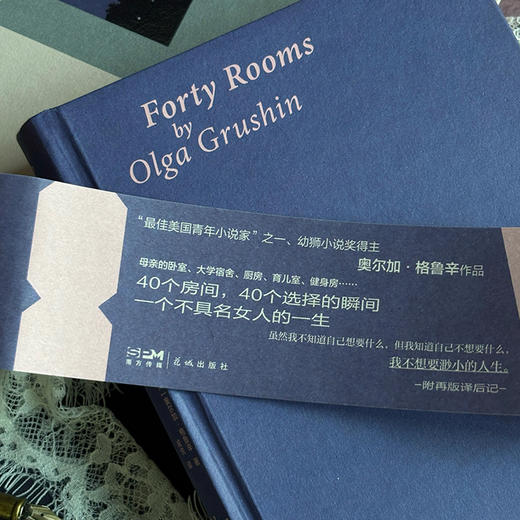 Forty Rooms
by
Olga Grushin
“最佳美国青年小说家”之一、幼狮小说奖得主
奥尔加·格鲁辛作品
母亲的卧室、大学宿舍、厨房、育儿室、健身房……
40个房间，40个选择的瞬间
一个不具名女人的一生
虽然我不知道自己想要什么，但我知道自己不想要什么，
我不想要渺小的人生。
—附再版译后记—
SPM
南方传媒
花城出版社